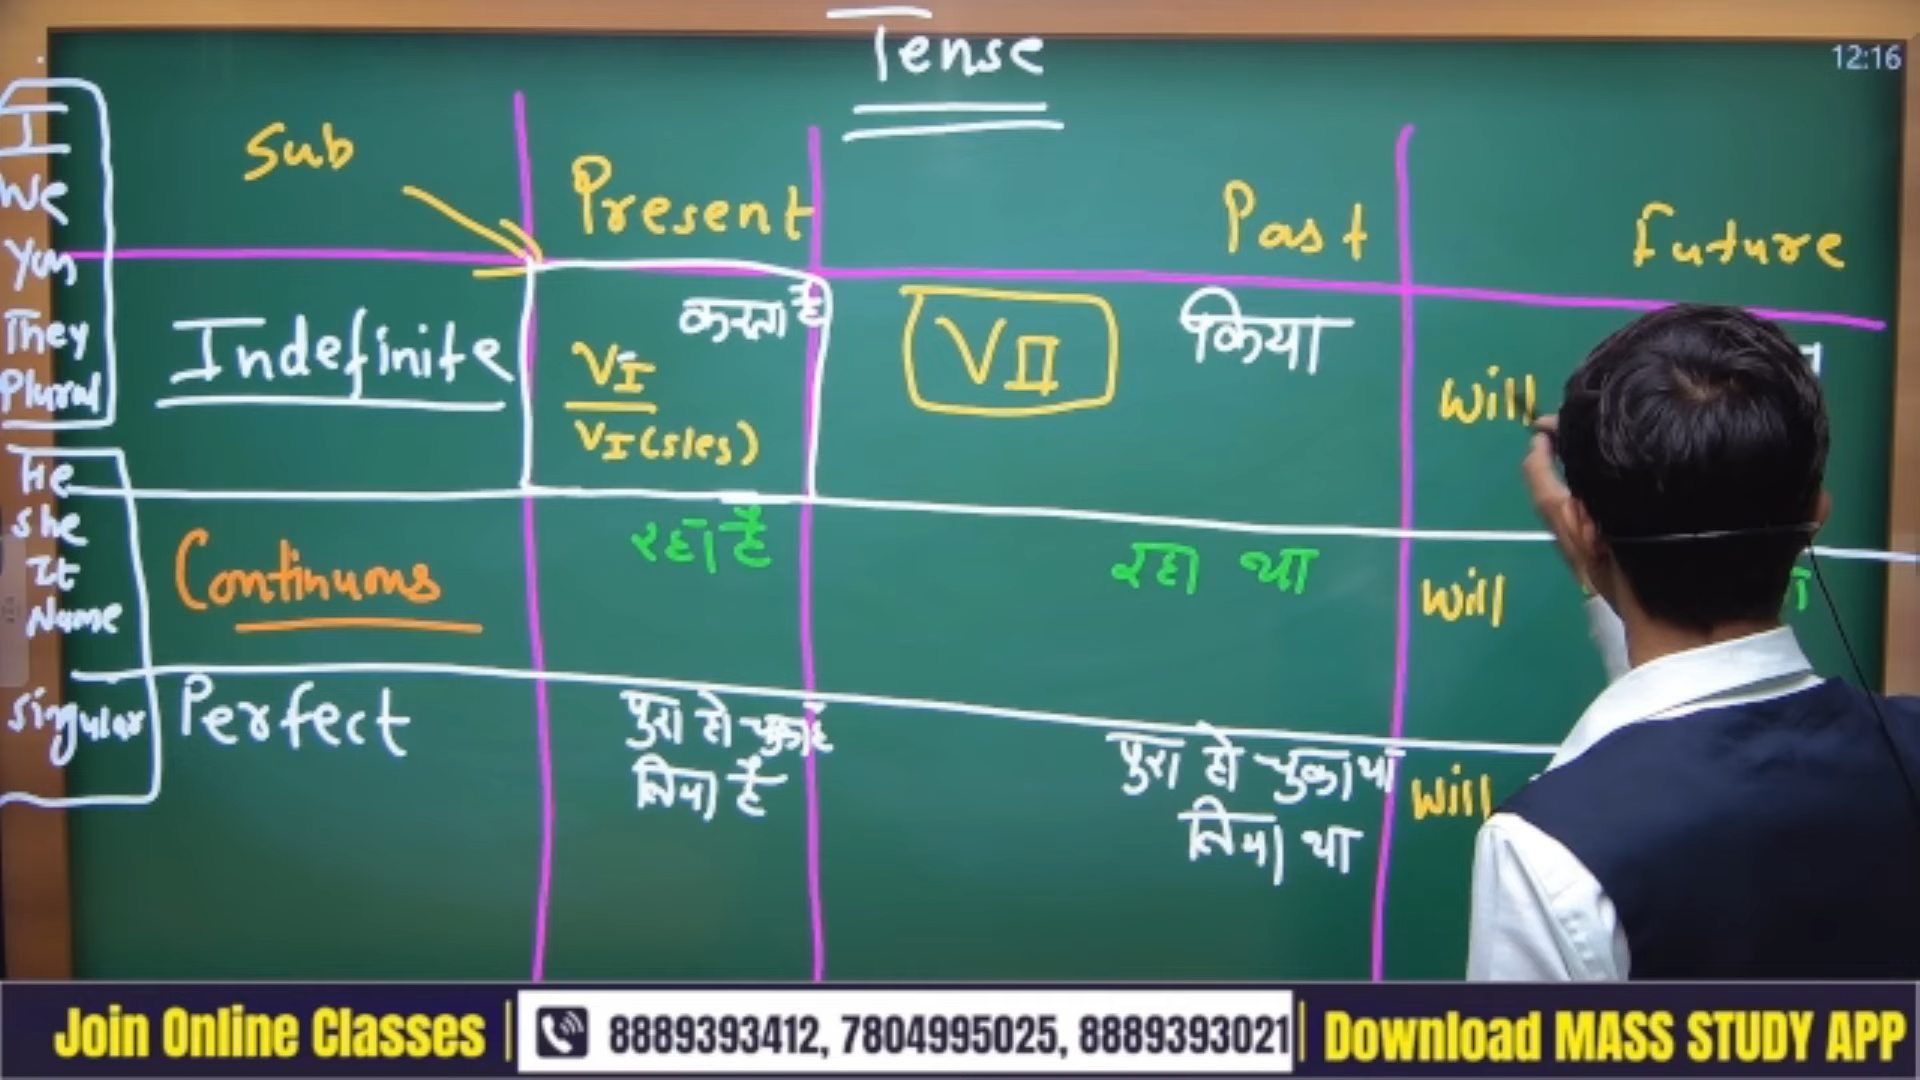 Tense
12:16
Sub
Present
Past
Future
I
We
You
They
Plural
He
She
It
Name
Singular
Indefinite
करता है
VI
VI (s/es)
VII
किया
Will
Continuous
रहा है
रहा था
Will
Perfect
पुरा हो चुका है
लिया है
पुरा हो चुका था
लिया था
Will
Join Online Classes | 8889393412, 7804995025, 8889393021 | Download MASS STUDY APP